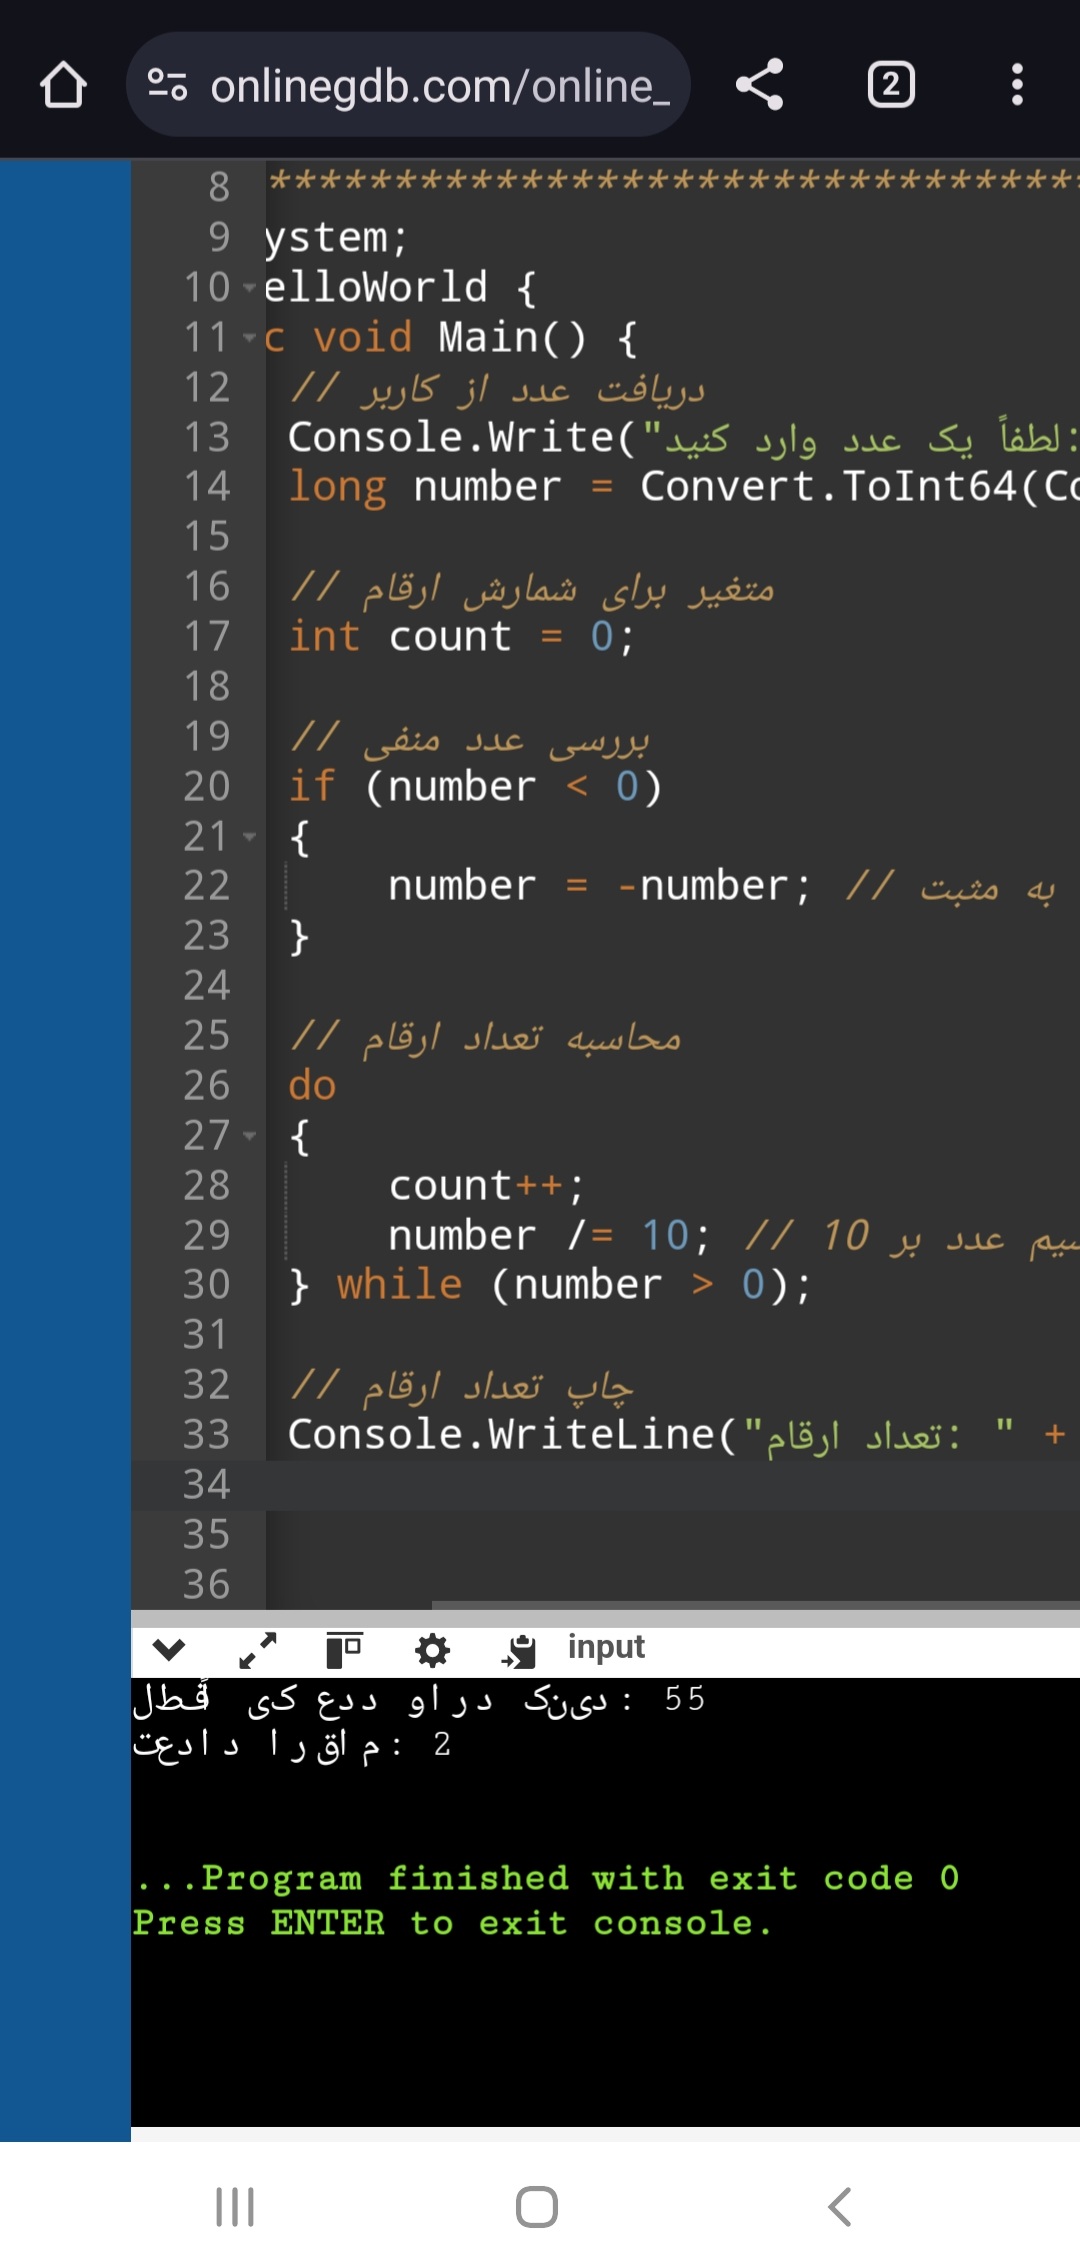 onlinegdb.com/online_
2
8 ********************************
9 ystem;
10 elloWorld {
11 c void Main() {
12 // دریافت عدد از کاربر
13 Console.Write("لطفاً یک عدد وارد کنید:
14 long number = Convert.ToInt64(Co
15
16 // متغیر برای شمارش ارقام
17 int count = 0;
18
19 // بررسی عدد منفی
20 if (number < 0)
21 {
22 number = -number; // به مثبت
23 }
24
25 // محاسبه تعداد ارقام
26 do
27 {
28 count++;
29 number /= 10; // سیم عدد بر 10
30 } while (number > 0);
31
32 // چاپ تعداد ارقام
33 Console.WriteLine("تعداد ارقام: " +
34
35
36
input
لطفاً یک عدد وارد کنید: 55
تعداد ارقام: 2
...Program finished with exit code 0
Press ENTER to exit console.